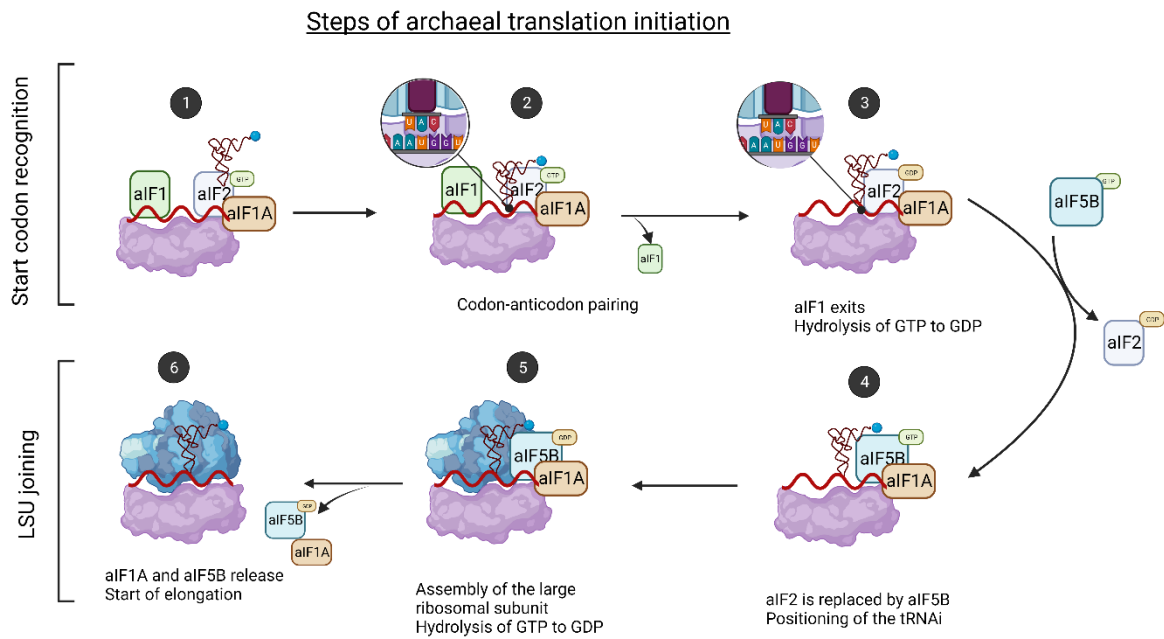 Steps of archaeal translation initiation
Start codon recognition
1
aIF1
aIF2
GTP
aIF1A
2
U A C
A A U G G U
aIF1
aIF2
GTP
aIF1A
Codon-anticodon pairing
aIF1
3
U A C
A A U G G U
aIF2
GDP
aIF1A
aIF1 exits
Hydrolysis of GTP to GDP
GTP
aIF5B
GDP
aIF2
LSU joining
6
aIF1A and aIF5B release
Start of elongation
GDP
aIF5B
aIF1A
5
GDP
aIF5B
aIF1A
Assembly of the large
ribosomal subunit
Hydrolysis of GTP to GDP
4
GTP
aIF5B
aIF1A
aIF2 is replaced by aIF5B
Positioning of the tRNAi